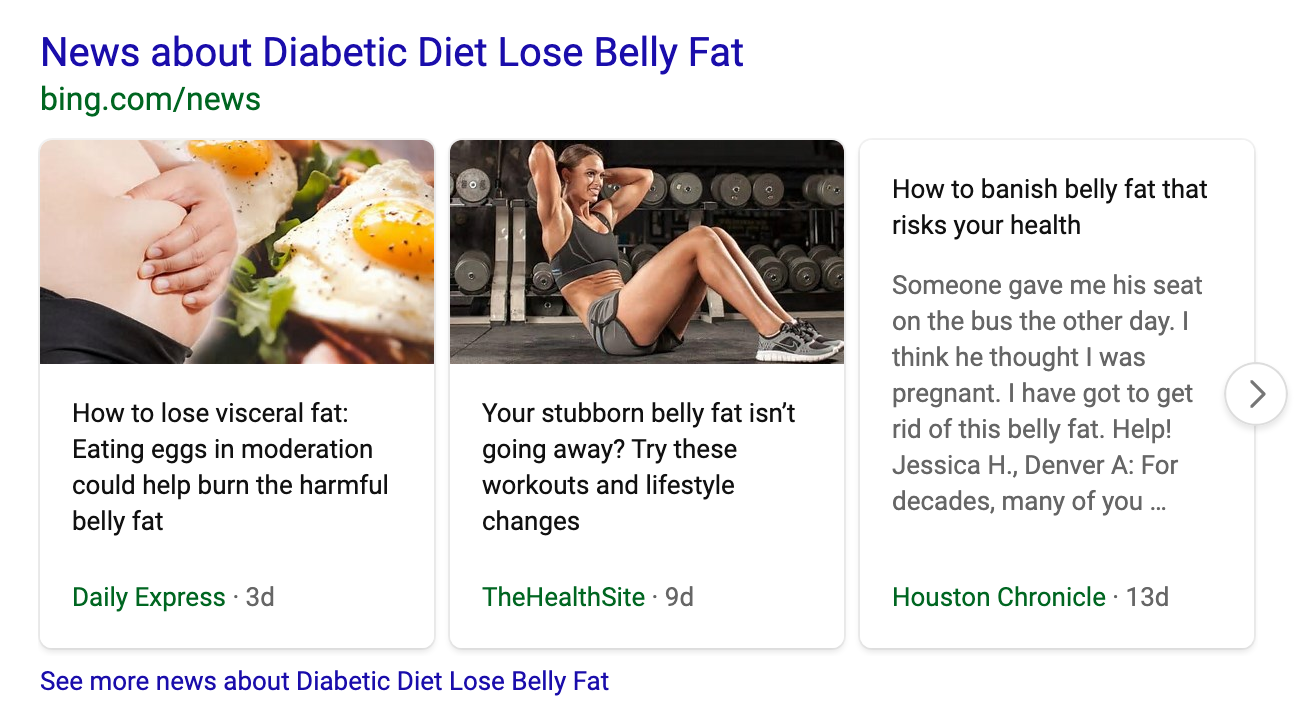 News about Diabetic Diet Lose Belly Fat
bing.com/news
How to lose visceral fat:
Eating eggs in moderation
could help burn the harmful
belly fat
Daily Express · 3d
Your stubborn belly fat isn’t
going away? Try these
workouts and lifestyle
changes
TheHealthSite · 9d
How to banish belly fat that
risks your health
Someone gave me his seat
on the bus the other day. I
think he thought I was
pregnant. I have got to get
rid of this belly fat. Help!
Jessica H., Denver A: For
decades, many of you ...
Houston Chronicle · 13d
See more news about Diabetic Diet Lose Belly Fat